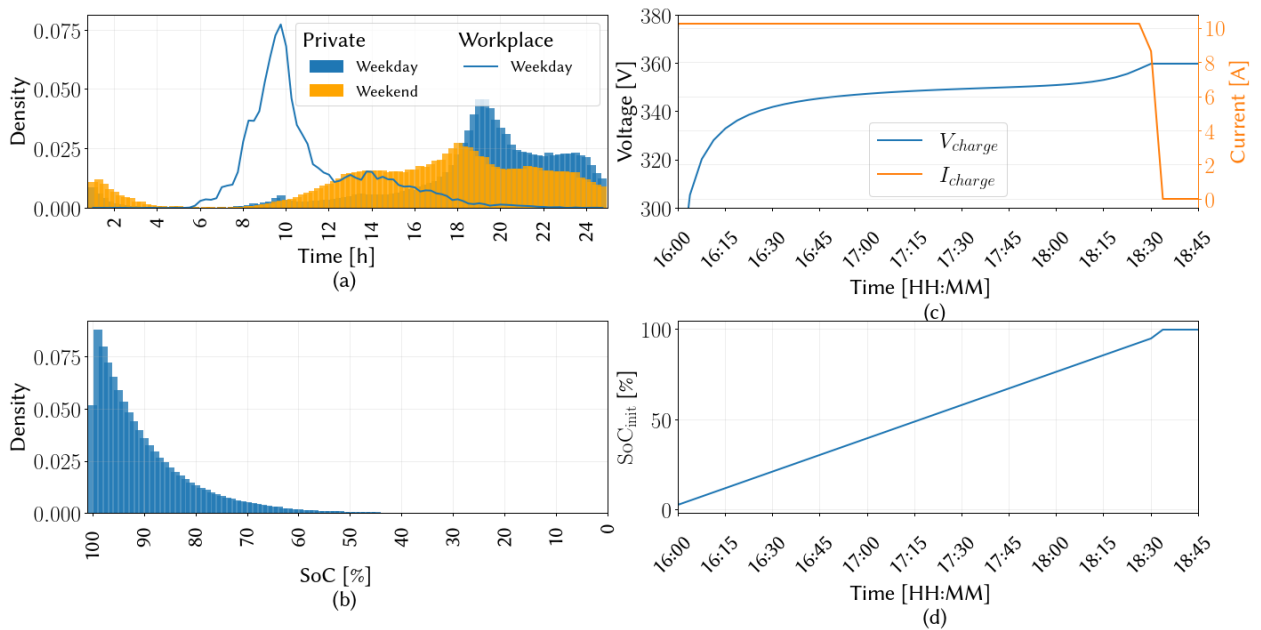 0.075
0.050
0.025
0.000
Density
Private
Weekday
Weekend
Workplace
Weekday
2 4 6 8 10 12 14 16 18 20 22 24
Time [h]
(a)
380
360
340
320
300
Voltage [V]
10
8
6
4
2
0
Current [A]
V_charge
I_charge
16:00 16:15 16:30 16:45 17:00 17:15 17:30 17:45 18:00 18:15 18:30 18:45
Time [HH:MM]
(c)
0.075
0.050
0.025
0.000
Density
100 90 80 70 60 50 40 30 20 10 0
SoC [%]
(b)
100
50
0
SoC_init [%]
16:00 16:15 16:30 16:45 17:00 17:15 17:30 17:45 18:00 18:15 18:30 18:45
Time [HH:MM]
(d)